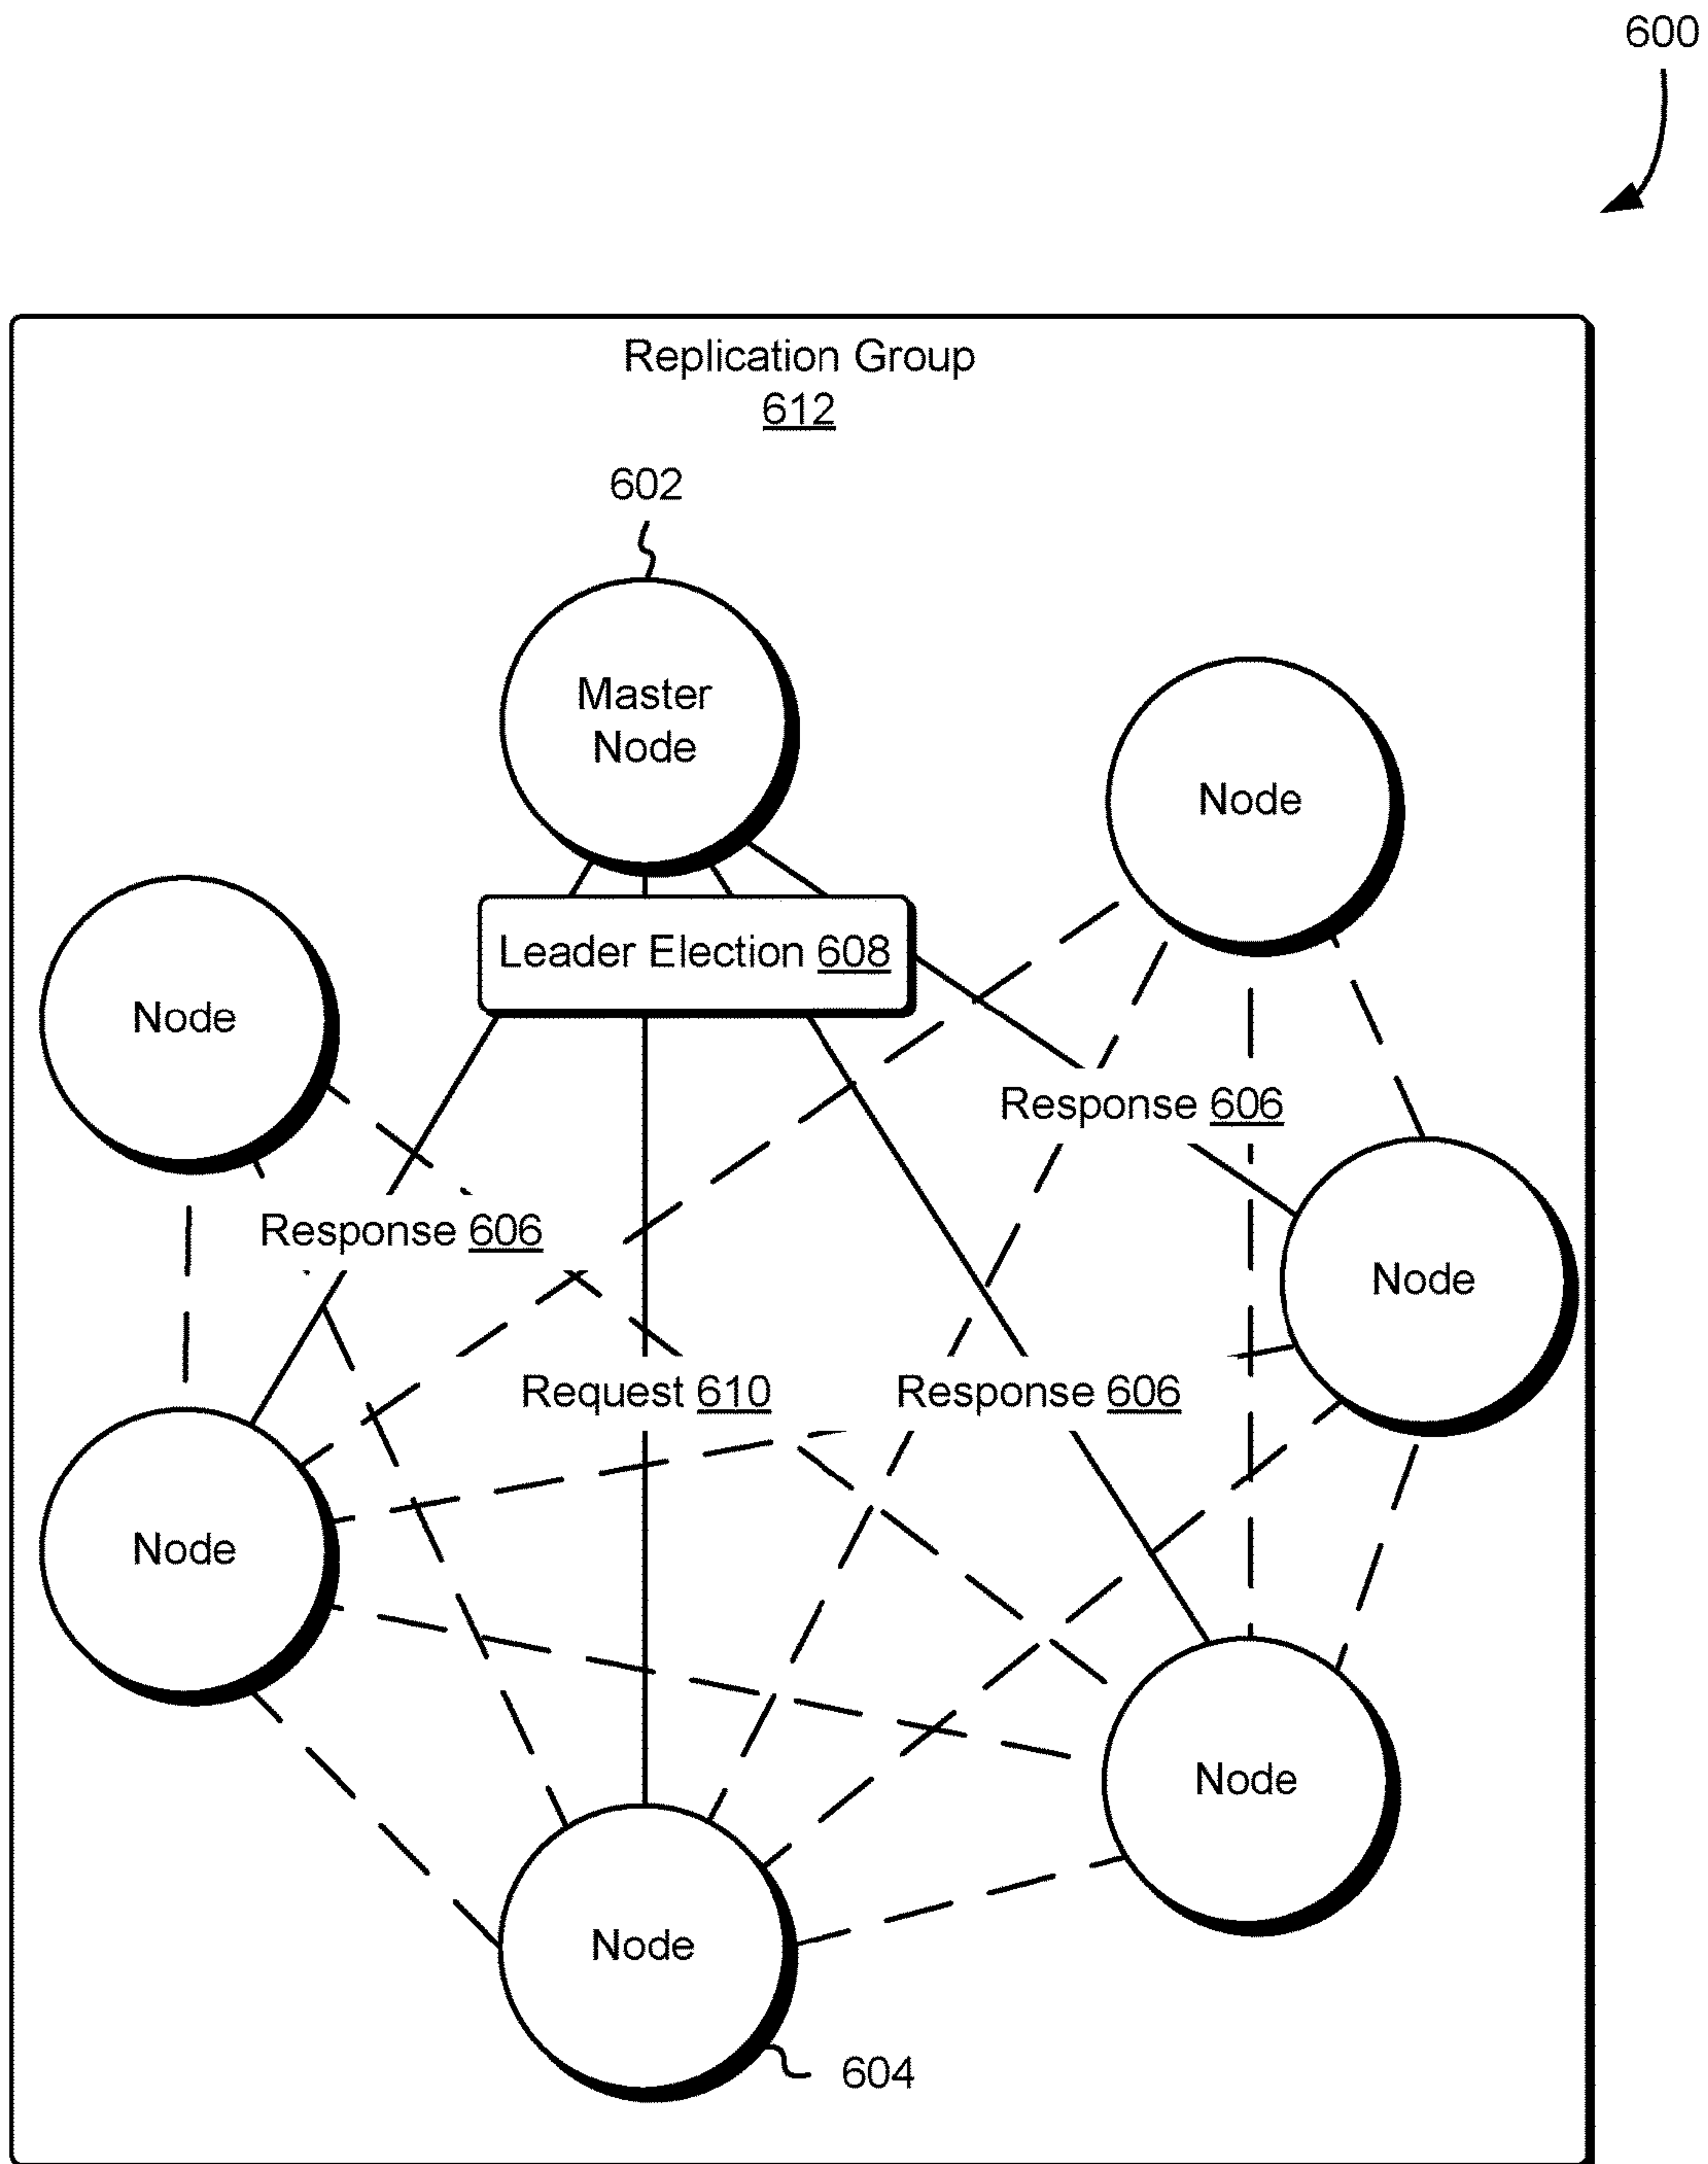 600
Replication Group
612
602
Master
Node
Node
Leader Election 608
Node
Response 606
Response 606
Node
Request 610
Response 606
Node
Node
Node
604